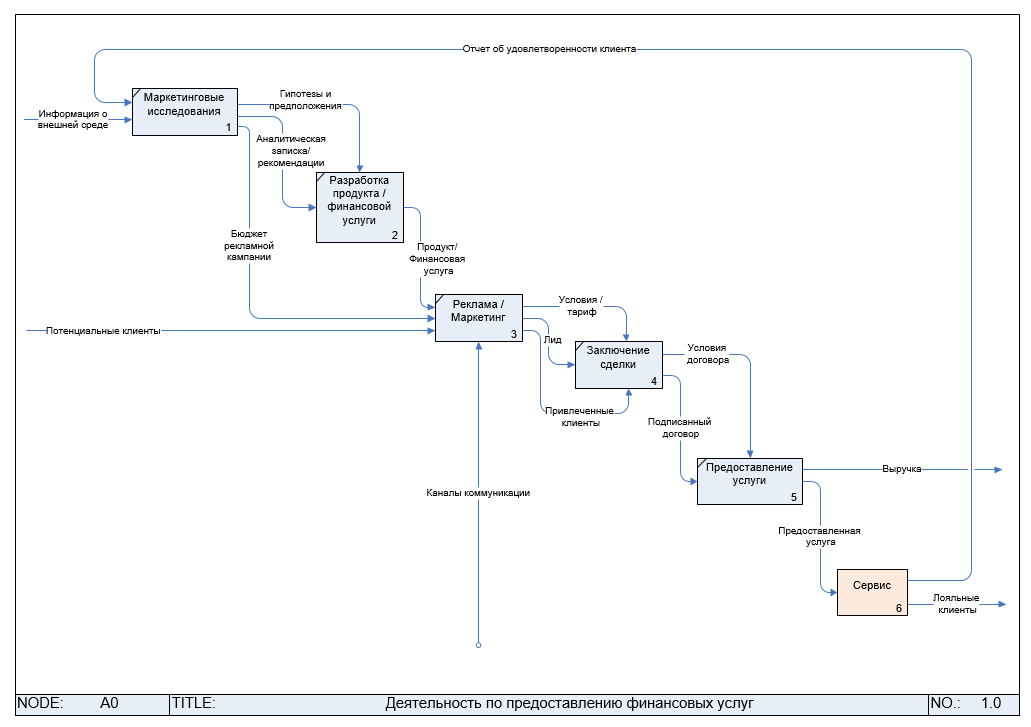 Отчет об удовлетворенности клиента
Информация о
внешней среде
Маркетинговые
исследования
1
Гипотезы и
предположения
Аналитическая
записка/
рекомендации
Разработка
продукта /
финансовой
услуги
2
Бюджет
рекламной
кампании
Продукт/
Финансовая
услуга
Потенциальные клиенты
Реклама /
Маркетинг
3
Условия /
тариф
Лид
Заключение
сделки
4
Привлеченные
клиенты
Условия
договора
Подписанный
договор
Предоставление
услуги
5
Выручка
Каналы коммуникации
Предоставленная
услуга
Сервис
6
Лояльные
клиенты
NODE: A0 TITLE: Деятельность по предоставлению финансовых услуг NO.: 1.0